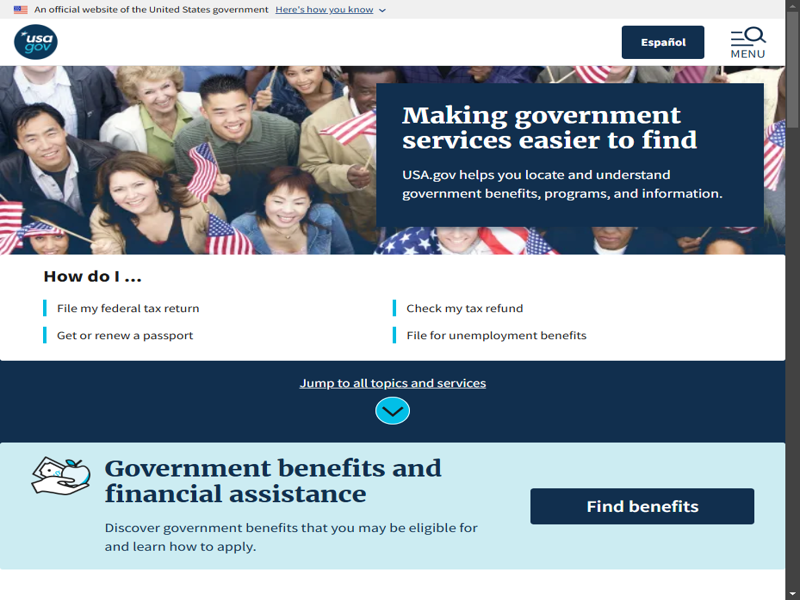 An official website of the United States government Here's how you know
usa
gov
Español
MENU
Making government
services easier to find
USA.gov helps you locate and understand
government benefits, programs, and information.
How do I ...
File my federal tax return
Check my tax refund
Get or renew a passport
File for unemployment benefits
Jump to all topics and services
Government benefits and
financial assistance
Discover government benefits that you may be eligible for
and learn how to apply.
Find benefits